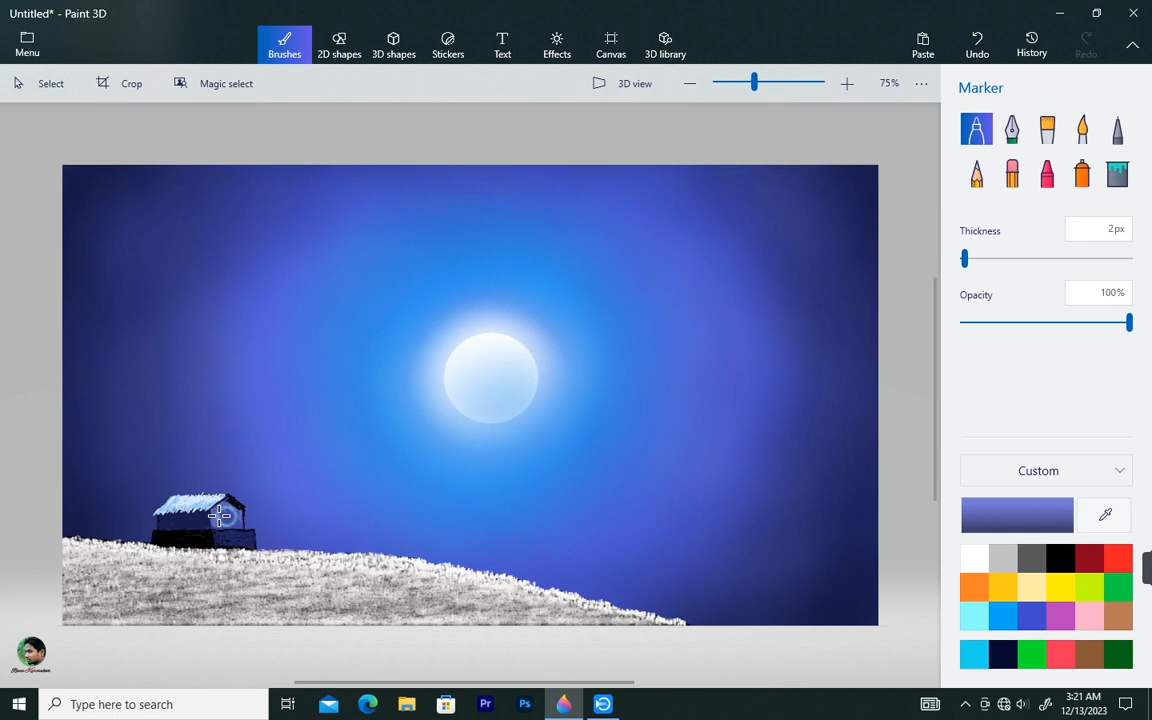 Untitled* - Paint 3D
Menu
Brushes
2D shapes
3D shapes
Stickers
Text
Effects
Canvas
3D library
Paste
Undo
History
Redo
Select
Crop
Magic select
3D view
75%
Marker
Thickness
2px
Opacity
100%
Custom
Type here to search
Pr
Ps
3:21 AM
12/13/2023